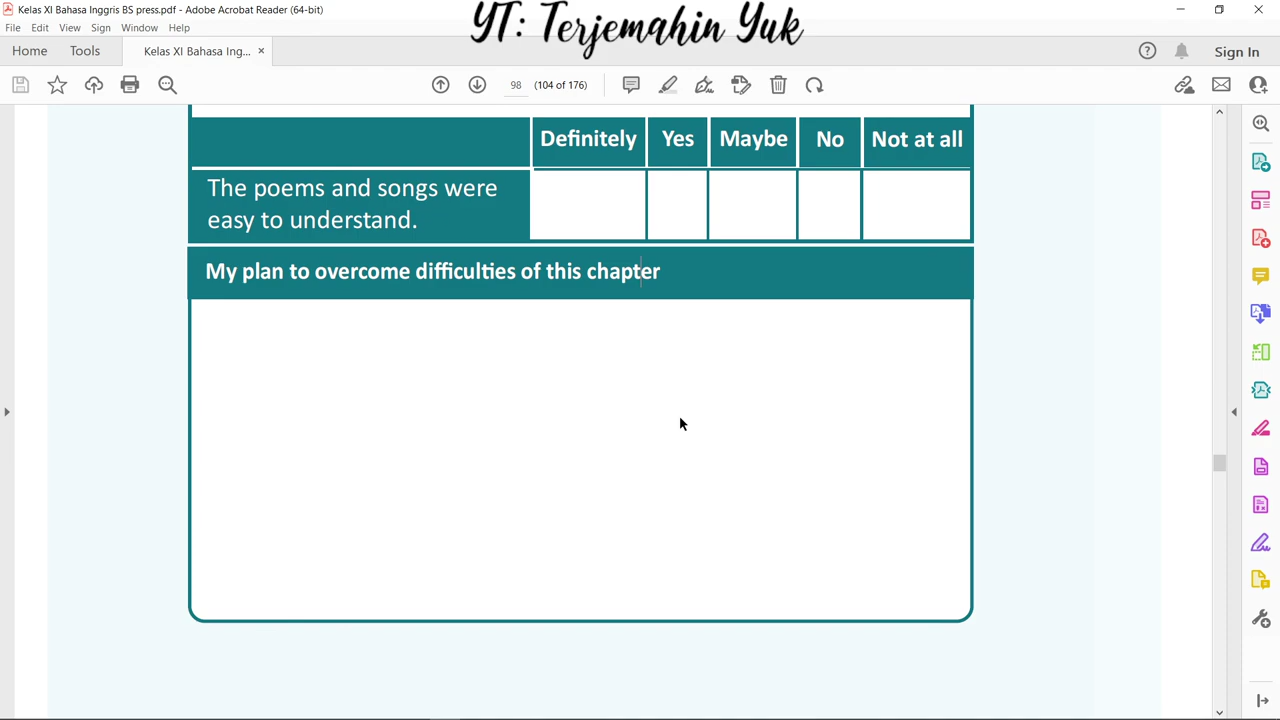 Kelas XI Bahasa Inggris BS press.pdf - Adobe Acrobat Reader (64-bit)
YT: Terjemahin Yuk
File Edit View Sign Window Help
Home Tools Kelas XI Bahasa Ing... × Sign In
98 (104 of 176)
Definitely Yes Maybe No Not at all
The poems and songs were
easy to understand.
My plan to overcome difficulties of this chapter